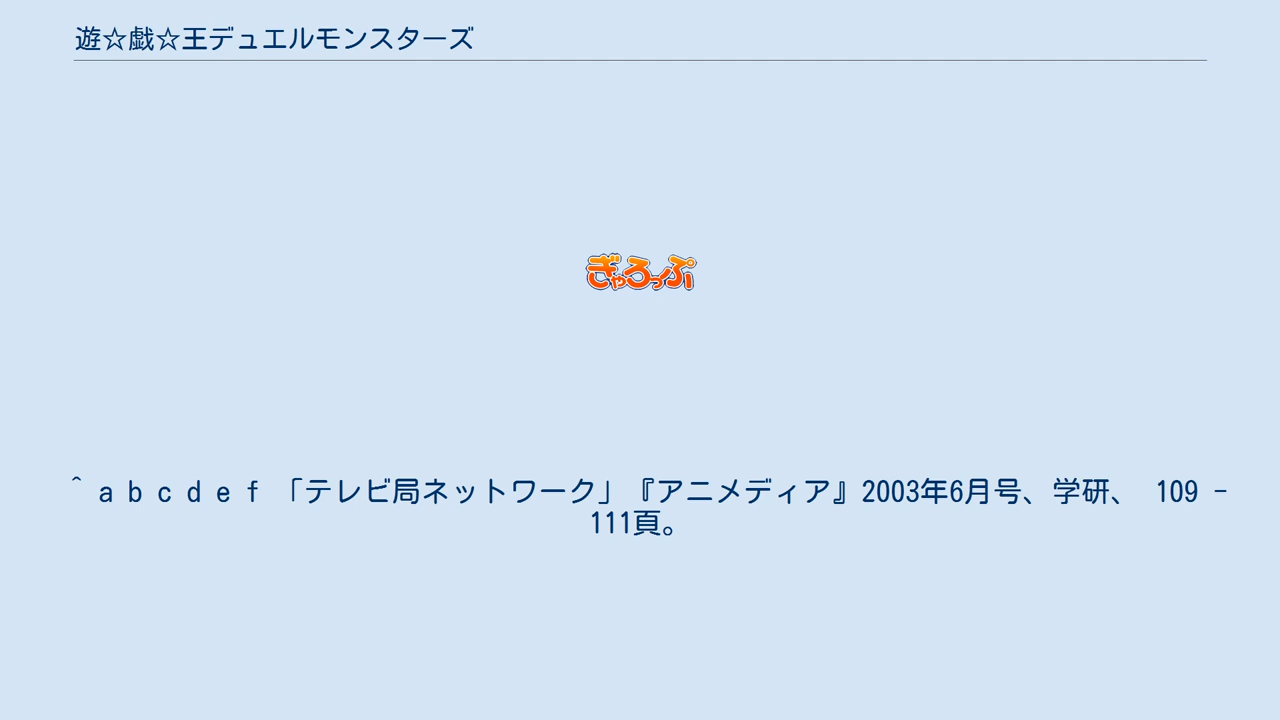 遊☆戯☆王デュエルモンスターズ
ぎゃろっぷ
^ a b c d e f 「テレビ局ネットワーク」『アニメディア』2003年6月号、学研、 109 -
111頁。